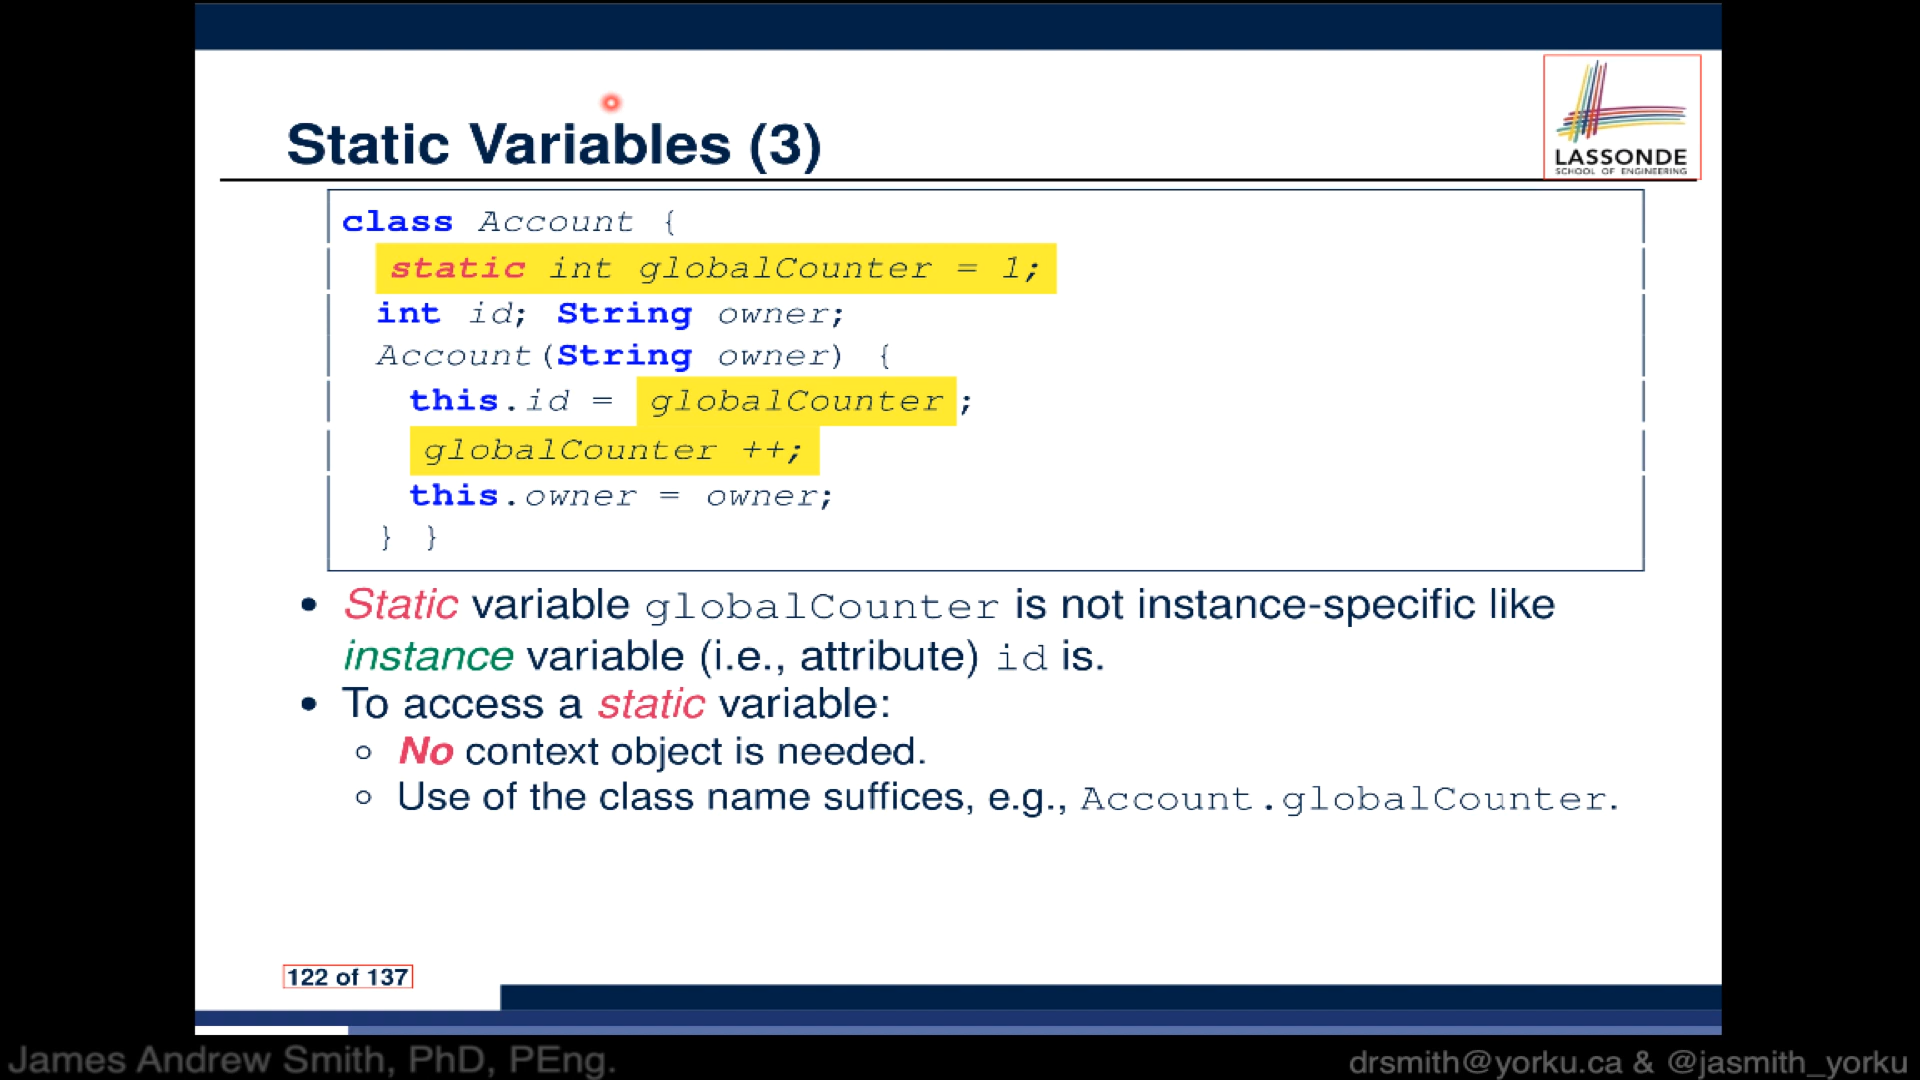 Static Variables (3)
LASSONDE
SCHOOL OF ENGINEERING
class Account {
static int globalCounter = 1;
int id; String owner;
Account(String owner) {
this.id = globalCounter ;
globalCounter ++;
this.owner = owner;
} }
• Static variable globalCounter is not instance-specific like
instance variable (i.e., attribute) id is.
• To access a static variable:
○ No context object is needed.
○ Use of the class name suffices, e.g., Account.globalCounter.
122 of 137
James Andrew Smith, PhD, PEng.
drsmith@yorku.ca & @jasmith_yorku